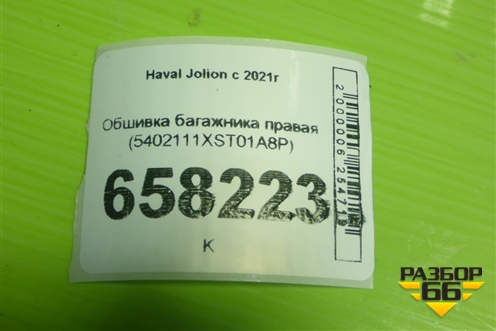 Haval Jolion с 2021г
Обшивка багажника правая
(5402111XST01A8P)
658223
К
РАЗБОР
66